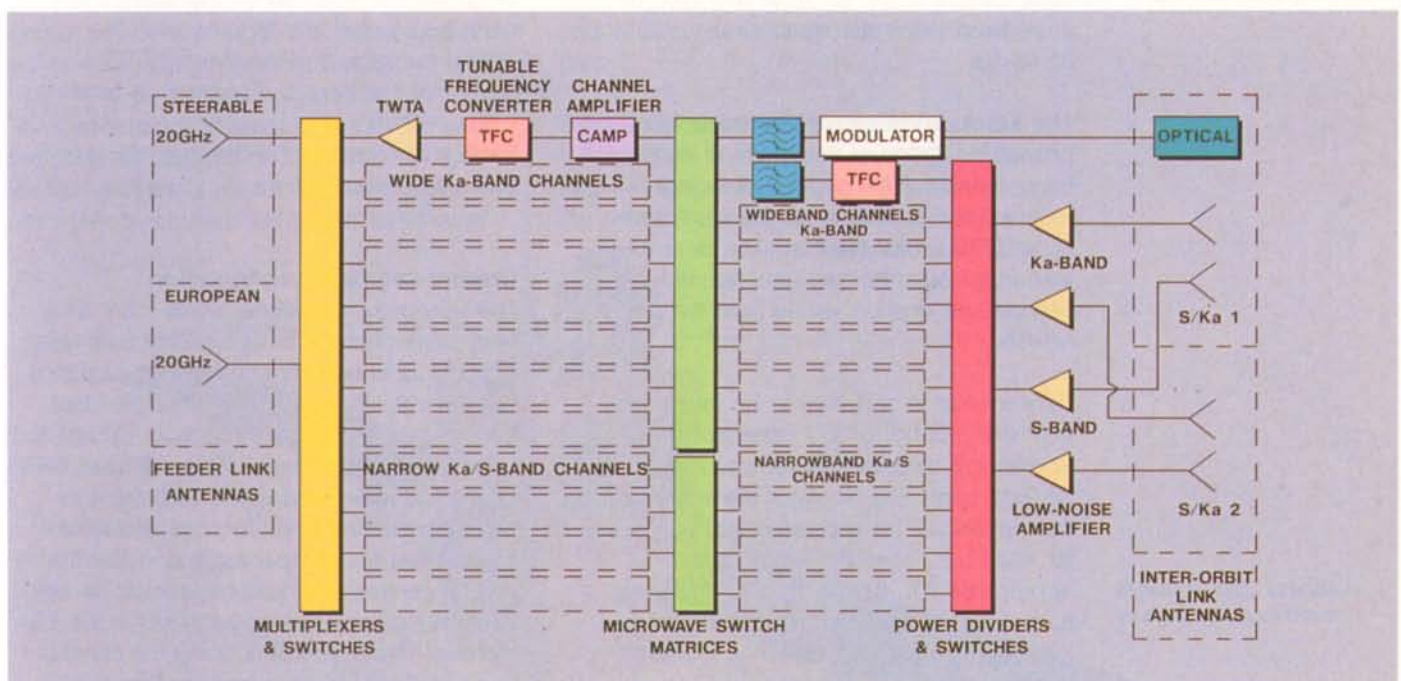 STEERABLE
20GHz
EUROPEAN
20GHz
FEEDER LINK
ANTENNAS
MULTIPLEXERS
& SWITCHES
TWTA
TUNABLE
FREQUENCY
CONVERTER
TFC
CHANNEL
AMPLIFIER
CAMP
WIDE Ka-BAND CHANNELS
NARROW Ka/S-BAND CHANNELS
MICROWAVE SWITCH
MATRICES
MODULATOR
TFC
WIDEBAND CHANNELS
Ka-BAND
NARROWBAND Ka/S
CHANNELS
POWER DIVIDERS
& SWITCHES
Ka-BAND
S-BAND
LOW-NOISE
AMPLIFIER
OPTICAL
S/Ka 1
S/Ka 2
INTER-ORBIT
LINK
ANTENNAS